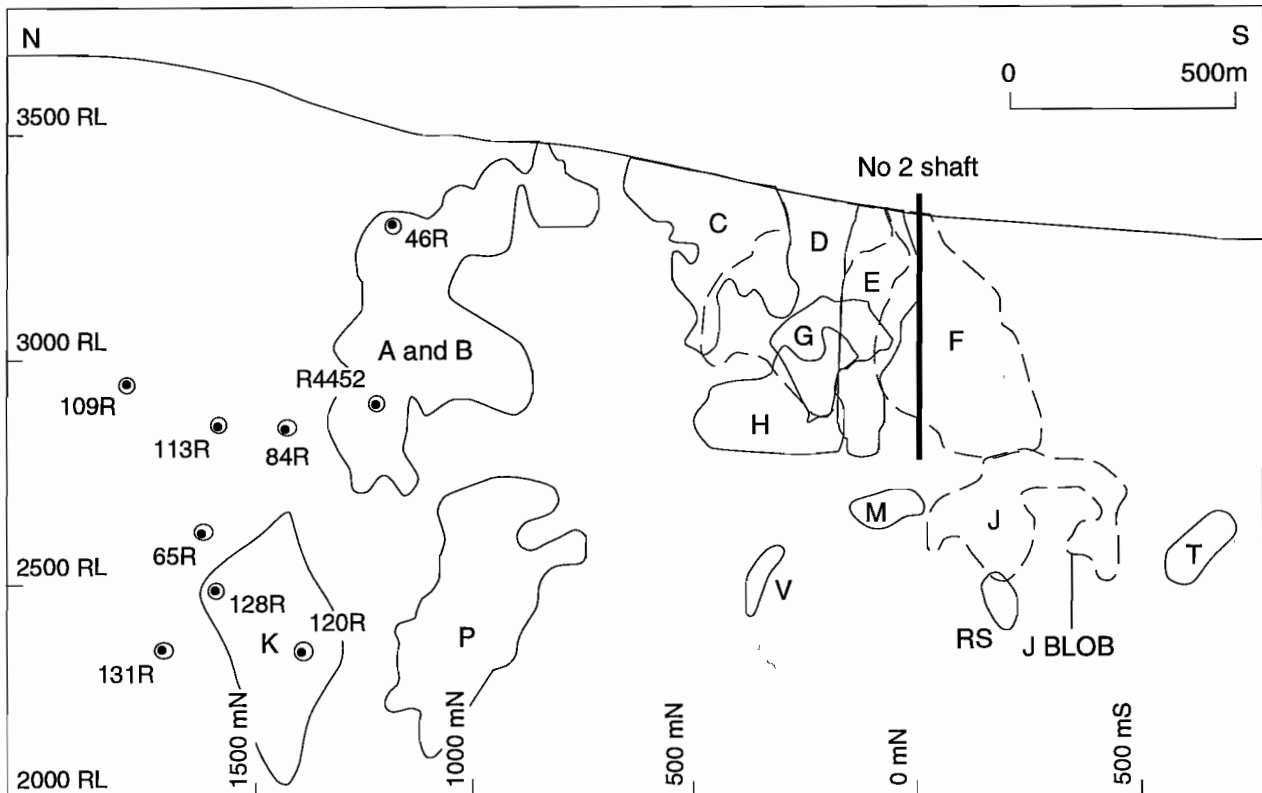 N
S
0 500m
3500 RL
No 2 shaft
46R
C
D
E
3000 RL
A and B
G
F
R4452
109R
113R
84R
H
M
J
65R
T
2500 RL
128R
120R
V
K
P
RS
J BLOB
131R
1500 mN
1000 mN
500 mN
0 mN
500 mS
2000 RL